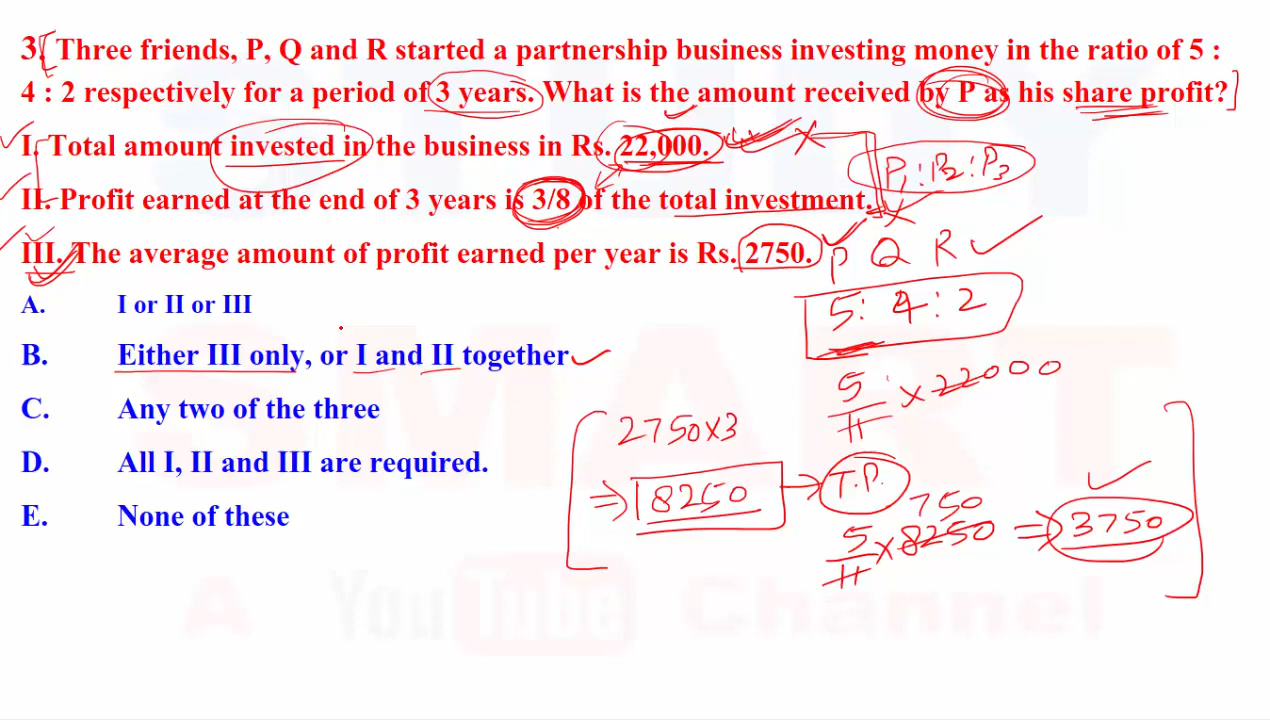 3. Three friends, P, Q and R started a partnership business investing money in the ratio of 5 :
4 : 2 respectively for a period of 3 years. What is the amount received by P as his share profit?
I. Total amount invested in the business in Rs. 22,000.
P1 : P2 : P3
II. Profit earned at the end of 3 years is 3/8 of the total investment.
III. The average amount of profit earned per year is Rs. 2750.
P Q R
A. I or II or III
5 : 4 : 2
B. Either III only, or I and II together
5/11 × 22000
C. Any two of the three
2750×3
D. All I, II and III are required.
⇒ 8250 → T.P.
750
E. None of these
5/11 × 8250 ⇒ 3750
A YouTube Channel
SMART